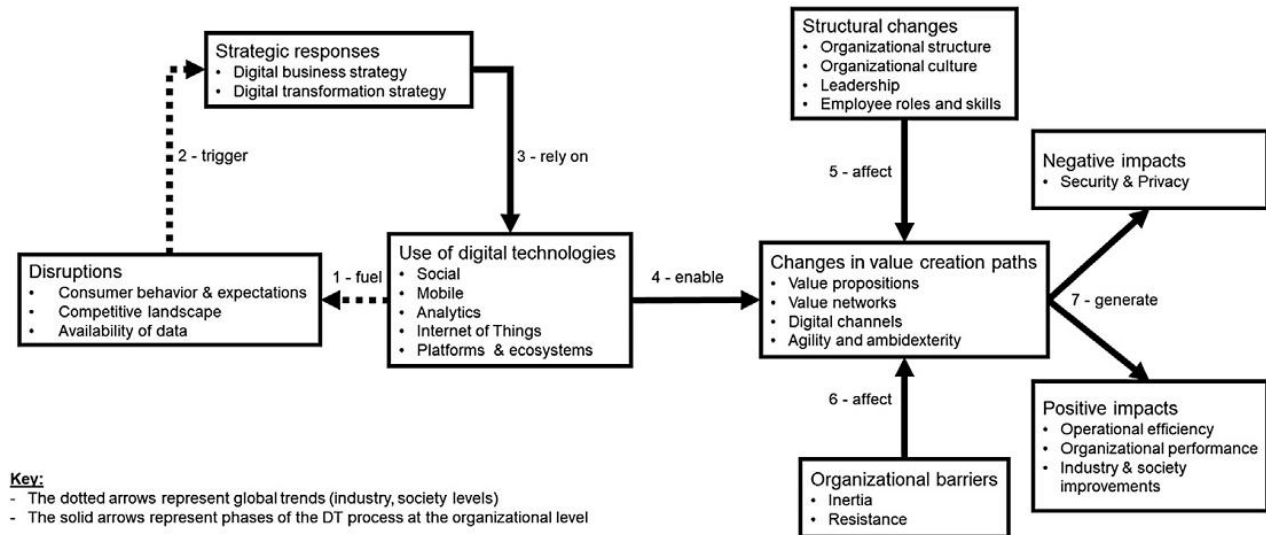 Strategic responses
• Digital business strategy
• Digital transformation strategy
Structural changes
• Organizational structure
• Organizational culture
• Leadership
• Employee roles and skills
2 - trigger
3 - rely on
5 - affect
Negative impacts
• Security & Privacy
Disruptions
• Consumer behavior & expectations
• Competitive landscape
• Availability of data
1 - fuel
Use of digital technologies
• Social
• Mobile
• Analytics
• Internet of Things
• Platforms & ecosystems
4 - enable
Changes in value creation paths
• Value propositions
• Value networks
• Digital channels
• Agility and ambidexterity
7 - generate
6 - affect
Positive impacts
• Operational efficiency
• Organizational performance
• Industry & society
improvements
Organizational barriers
• Inertia
• Resistance
Key:
- The dotted arrows represent global trends (industry, society levels)
- The solid arrows represent phases of the DT process at the organizational level